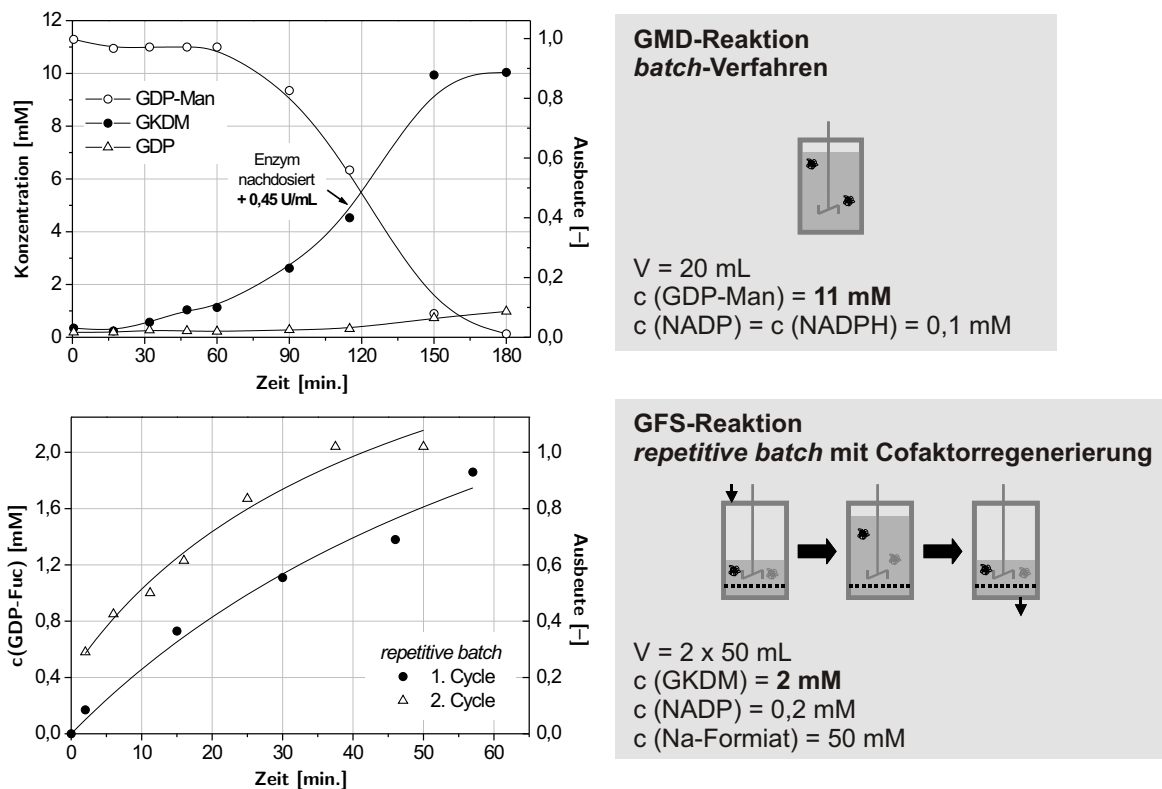 12
10
8
6
4
2
0
Konzentration [mM]
GDP-Man
GKDM
GDP
Enzym
nachdosiert
+ 0,45 U/mL
1,0
0,8
0,6
0,4
0,2
0,0
Ausbeute [–]
0 30 60 90 120 150 180
Zeit [min.]
GMD-Reaktion
batch-Verfahren
V = 20 mL
c (GDP-Man) = 11 mM
c (NADP) = c (NADPH) = 0,1 mM
2,0
1,6
1,2
0,8
0,4
0,0
c(GDP-Fuc) [mM]
repetitive batch
1. Cycle
2. Cycle
1,0
0,8
0,6
0,4
0,2
0,0
Ausbeute [–]
0 10 20 30 40 50 60
Zeit [min.]
GFS-Reaktion
repetitive batch mit Cofaktorregenerierung
V = 2 x 50 mL
c (GKDM) = 2 mM
c (NADP) = 0,2 mM
c (Na-Formiat) = 50 mM